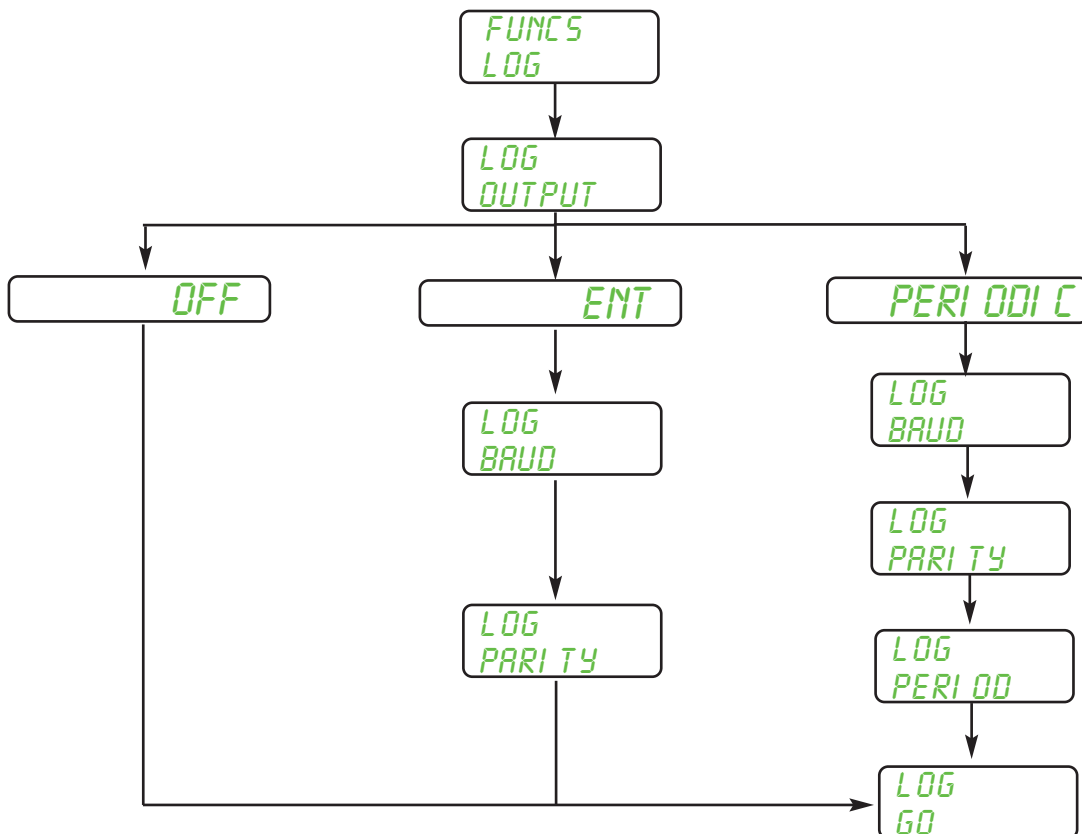 FUNCS
LOG
LOG
OUTPUT
OFF
ENT
PERIODIC
LOG
BAUD
LOG
PARITY
LOG
BAUD
LOG
PARITY
LOG
PERIOD
LOG
GO